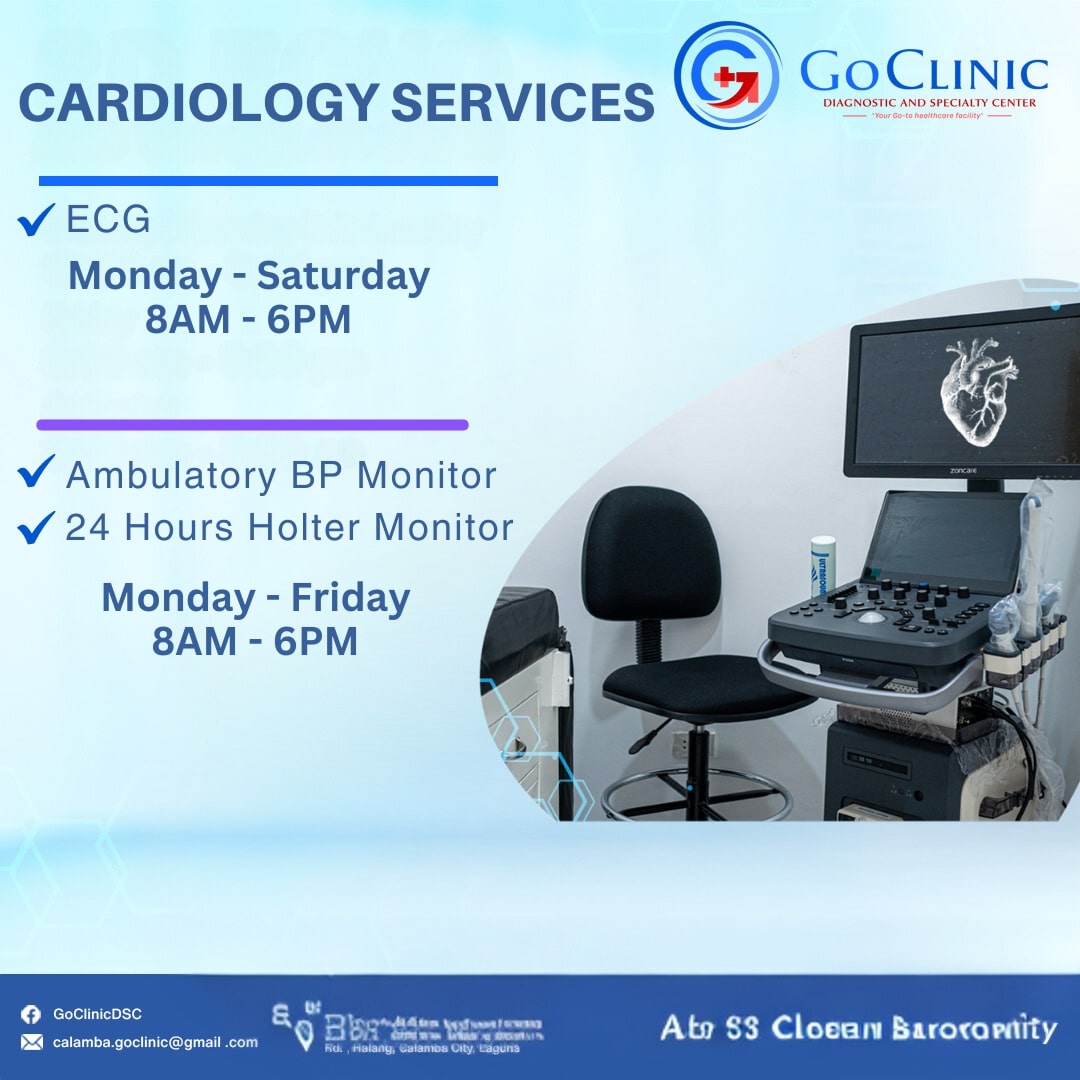 CARDIOLOGY SERVICES
GOCLINIC
DIAGNOSTIC AND SPECIALTY CENTER
"Your Go-to healthcare facility"
ECG
Monday - Saturday
8AM - 6PM
Ambulatory BP Monitor
24 Hours Holter Monitor
Monday - Friday
8AM - 6PM
zoncare
GoClinicDSC
calamba.goclinic@gmail .com
Rd. , Halang, Calamba City, Laguna